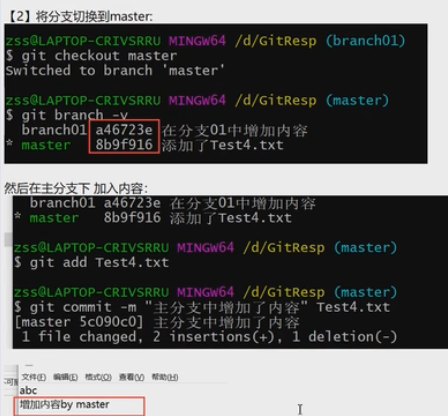 【2】将分支切换到master:
zss@LAPTOP-CRIVSRRU MINGW64 /d/GitResp (branch01)
$ git checkout master
Switched to branch 'master'
zss@LAPTOP-CRIVSRRU MINGW64 /d/GitResp (master)
$ git branch -v
branch01 a46723e 在分支01中增加内容
* master 8b9f916 添加了Test4.txt
然后在主分支下 加入内容:
branch01 a46723e 在分支01中增加内容
* master 8b9f916 添加了Test4.txt
zss@LAPTOP-CRIVSRRU MINGW64 /d/GitResp (master)
$ git add Test4.txt
zss@LAPTOP-CRIVSRRU MINGW64 /d/GitResp (master)
$ git commit -m "主分支中增加了内容" Test4.txt
[master 5c090c0] 主分支中增加了内容
1 file changed, 2 insertions(+), 1 deletion(-)
文件(F) 编辑(E) 格式(O) 查看(V) 帮助(H)
abc
增加内容by master